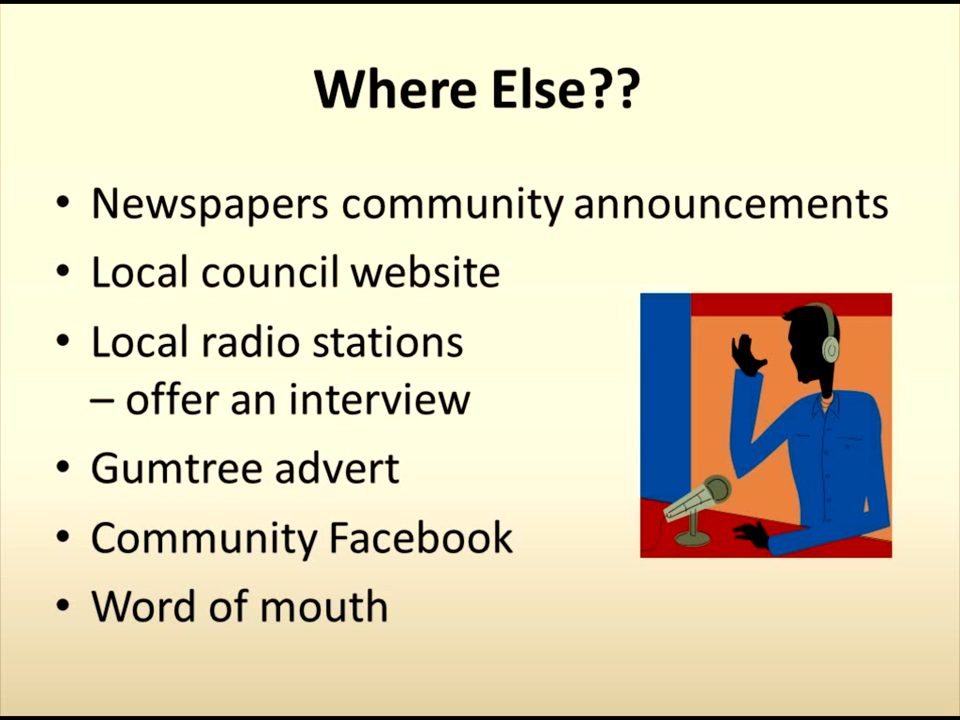 Where Else??
• Newspapers community announcements
• Local council website
• Local radio stations
– offer an interview
• Gumtree advert
• Community Facebook
• Word of mouth